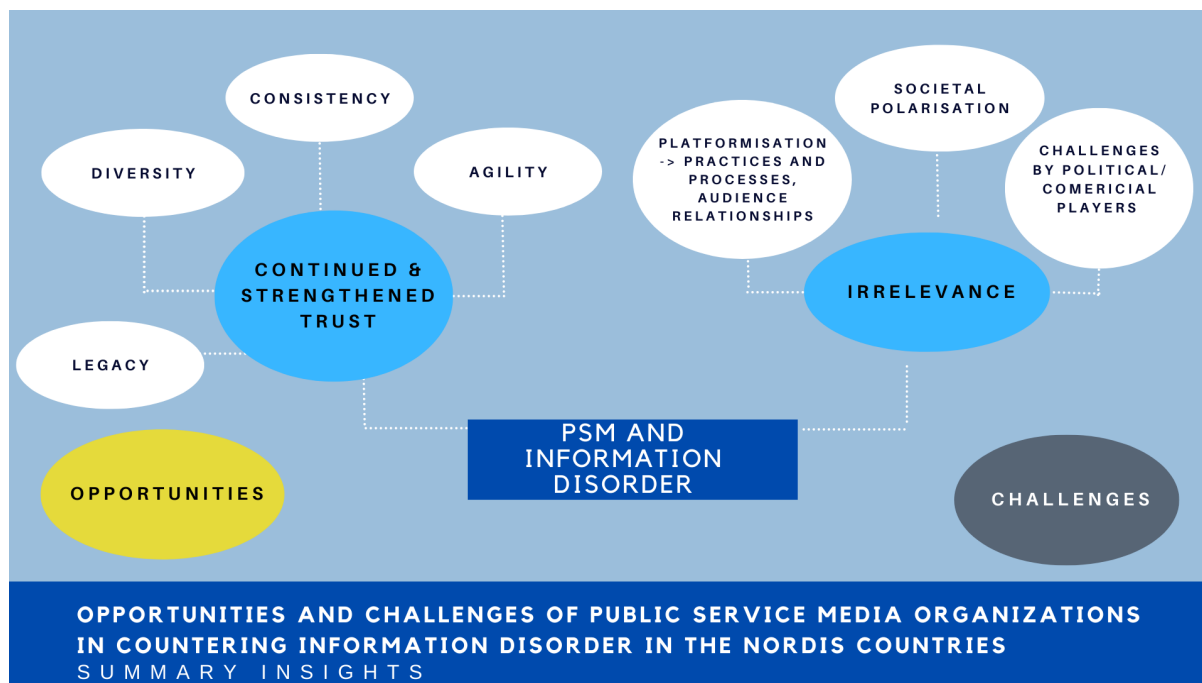 CONSISTENCY
DIVERSITY
AGILITY
CONTINUED &
STRENGTHENED
TRUST
LEGACY
OPPORTUNITIES
SOCIETAL
POLARISATION
PLATFORMISATION
-> PRACTICES AND
PROCESSES,
AUDIENCE
RELATIONSHIPS
CHALLENGES
BY POLITICAL/
COMERICIAL
PLAYERS
IRRELEVANCE
PSM AND
INFORMATION
DISORDER
CHALLENGES
OPPORTUNITIES AND CHALLENGES OF PUBLIC SERVICE MEDIA ORGANIZATIONS
IN COUNTERING INFORMATION DISORDER IN THE NORDIS COUNTRIES
SUMMARY INSIGHTS